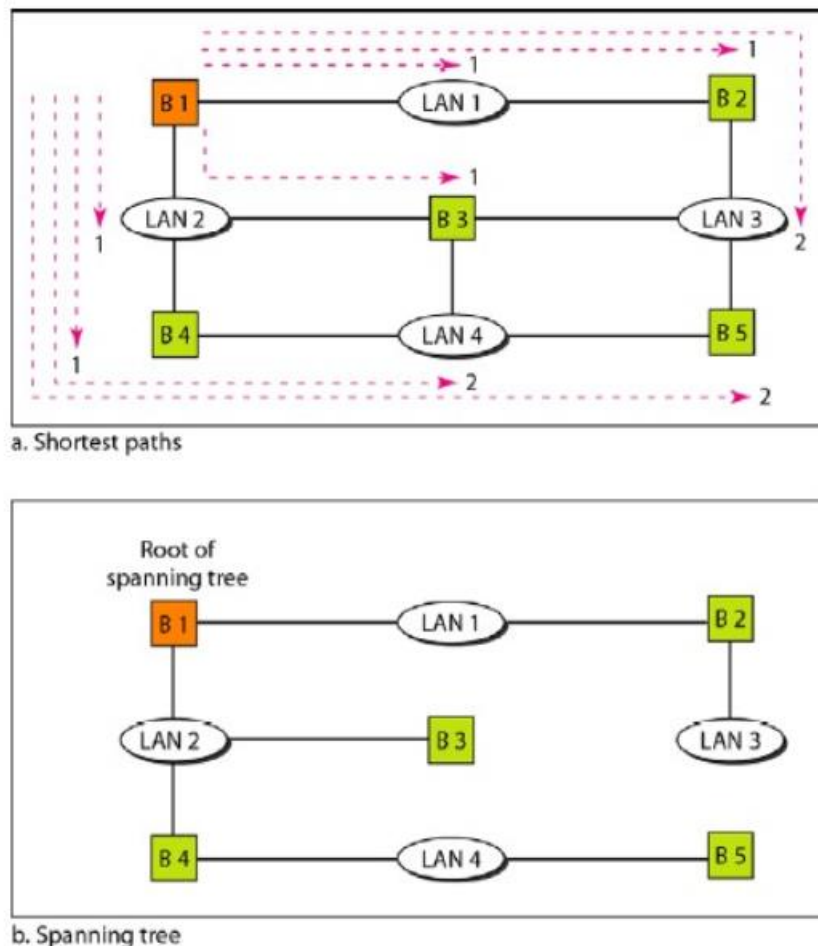 1
1
B 1
LAN 1
B 2
1
LAN 2
B 3
LAN 3
1
2
B 4
LAN 4
B 5
1
2
2
a. Shortest paths
Root of
spanning tree
B 1
LAN 1
B 2
LAN 2
B 3
LAN 3
B 4
LAN 4
B 5
b. Spanning tree